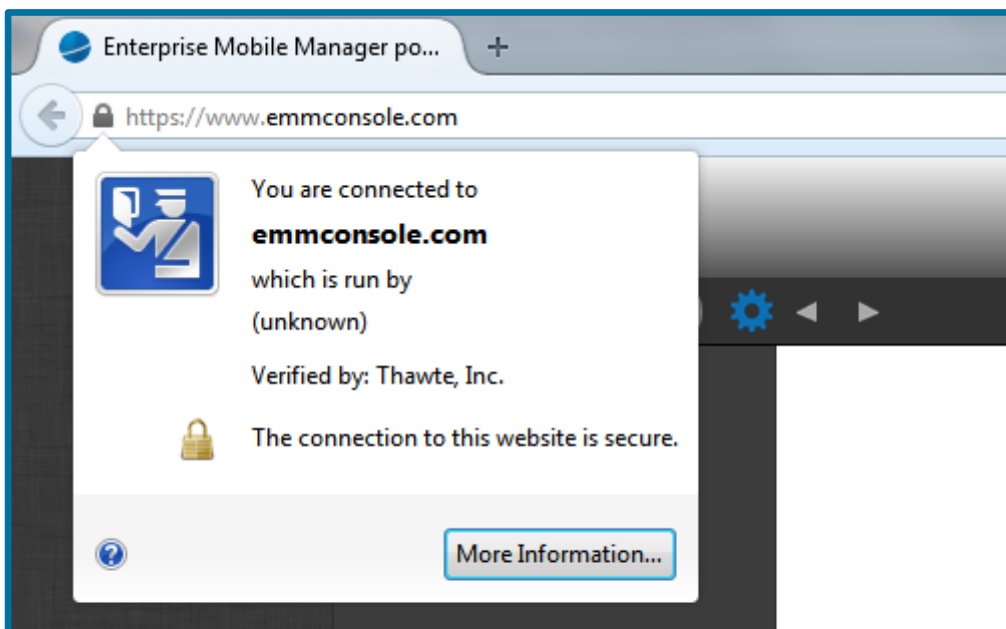 Enterprise Mobile Manager po...
https://www.emmconsole.com
You are connected to
emmconsole.com
which is run by
(unknown)
Verified by: Thawte, Inc.
The connection to this website is secure.
More Information...